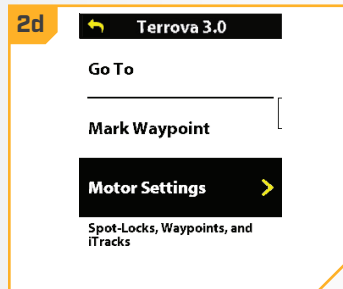 2d
Terrova 3.0
Go To
Mark Waypoint
Motor Settings
Spot-Locks, Waypoints, and
iTracks